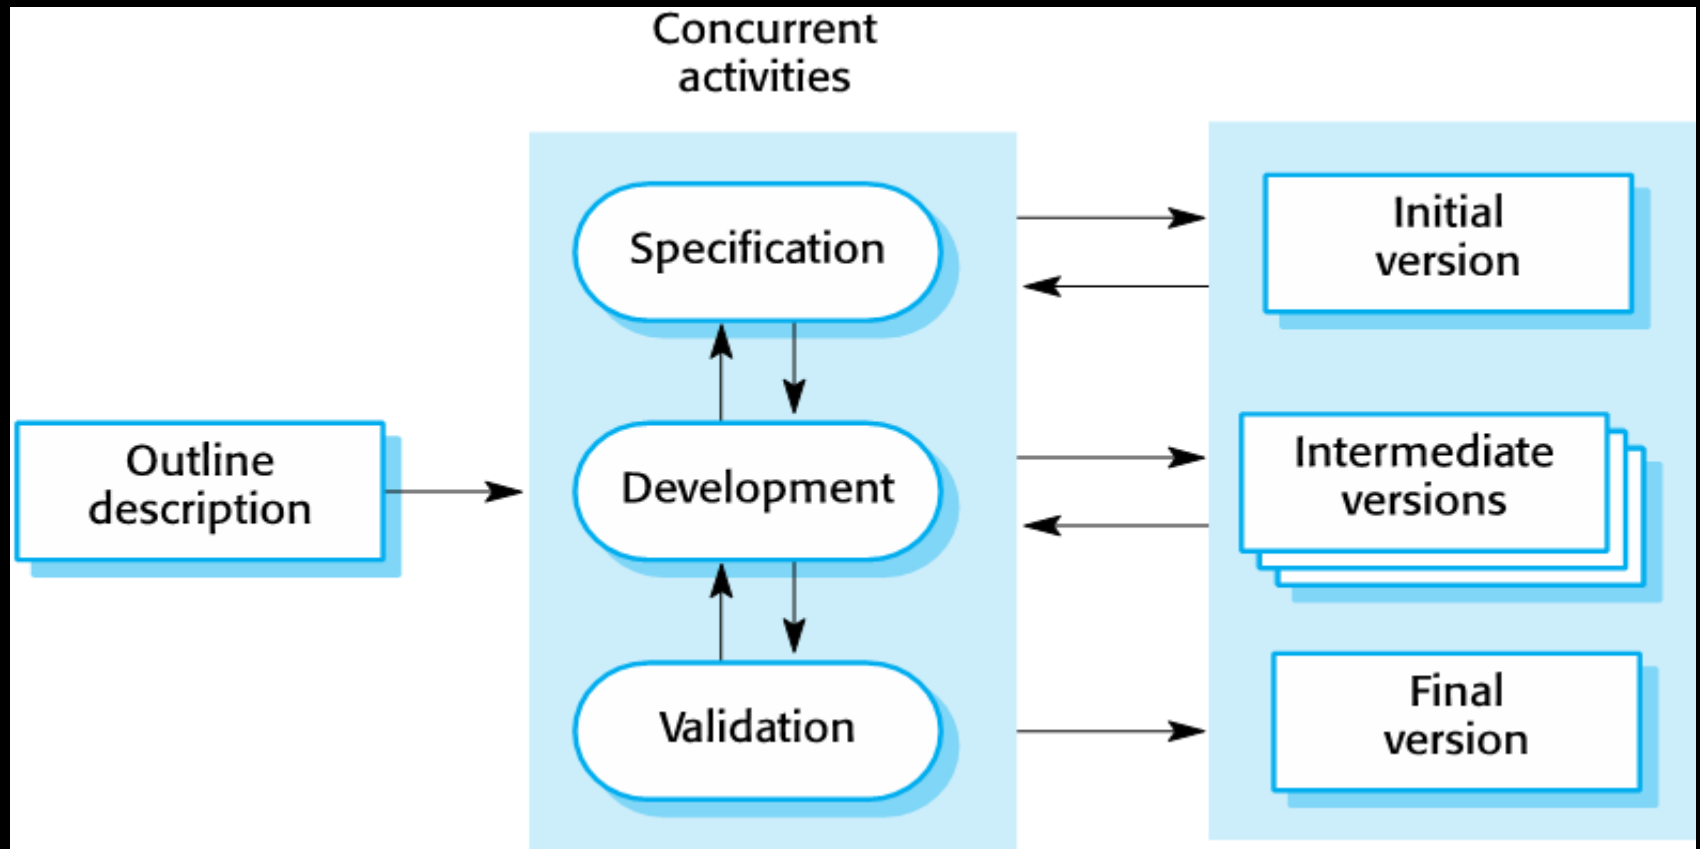 Concurrent
activities
Outline
description
Specification
Development
Validation
Initial
version
Intermediate
versions
Final
version